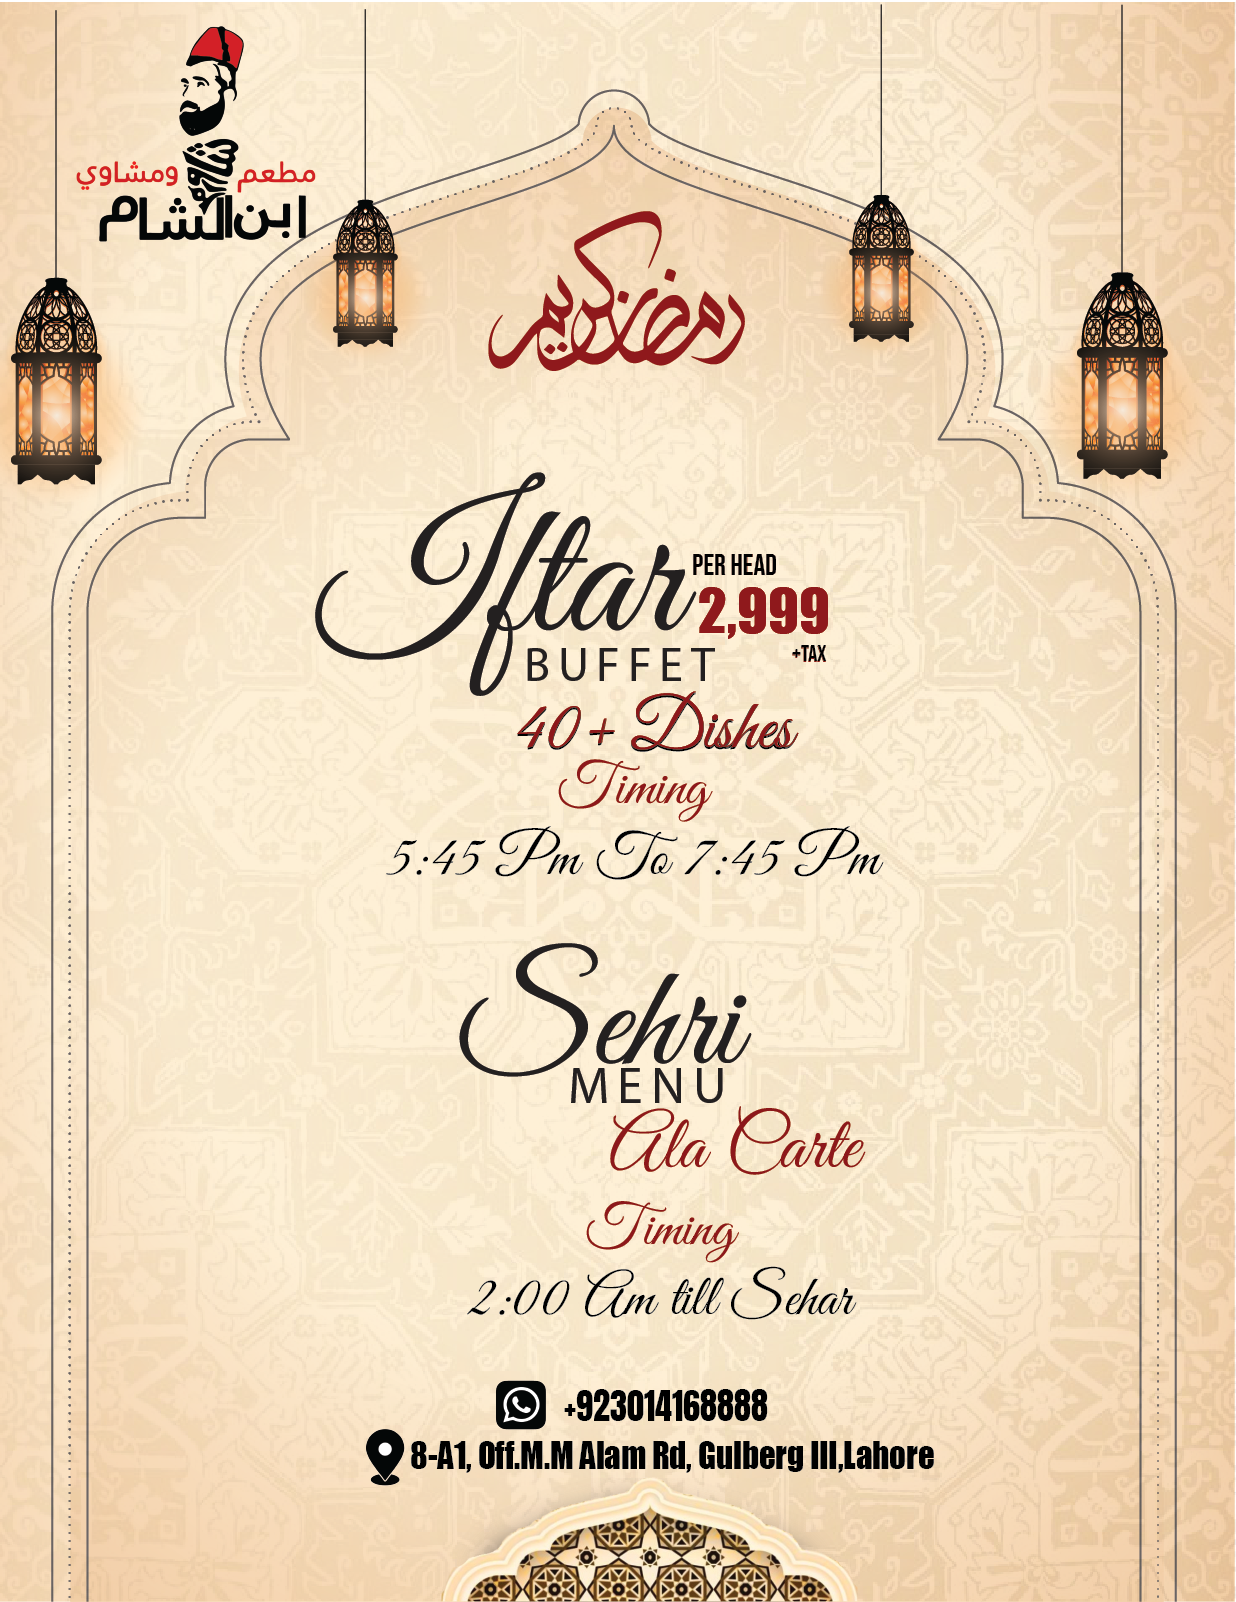 مطعم ومشاوي
ابن الشام
رمضان كريم
Iftar
PER HEAD
2,999
+TAX
BUFFET
40+ Dishes
Timing
5:45 Pm To 7:45 Pm
Sehri
MENU
Ala Carte
Timing
2:00 Am till Sehar
+923014168888
8-A1, Off.M.M Alam Rd, Gulberg III,Lahore